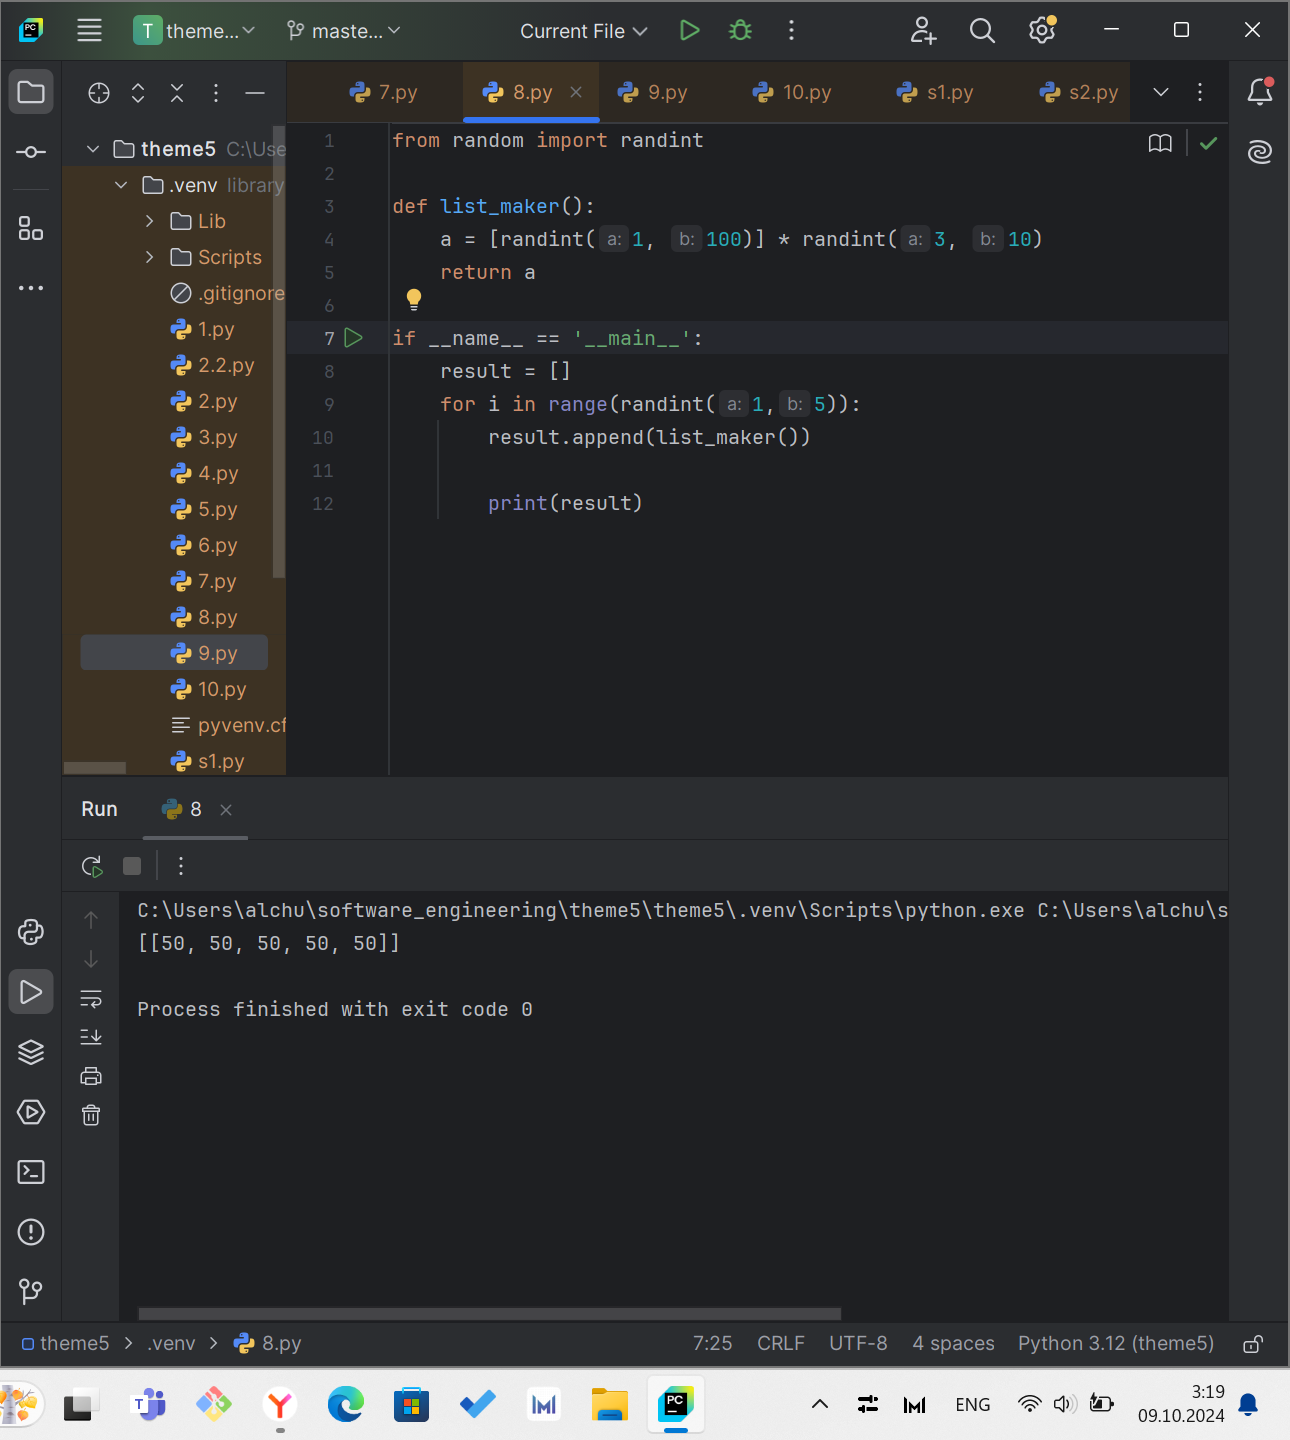 PC
T theme...
maste...
Current File
7.py
8.py
9.py
10.py
s1.py
s2.py
theme5 C:\Use
.venv library
Lib
Scripts
.gitignore
1.py
2.2.py
2.py
3.py
4.py
5.py
6.py
7.py
8.py
9.py
10.py
pyvenv.cf
s1.py
1 from random import randint
2
3 def list_maker():
4 a = [randint( a: 1, b: 100)] * randint( a: 3, b: 10)
5 return a
6
7 if __name__ == '__main__':
8 result = []
9 for i in range(randint( a: 1, b: 5)):
10 result.append(list_maker())
11
12 print(result)
Run
8
C:\Users\alchu\software_engineering\theme5\theme5\.venv\Scripts\python.exe C:\Users\alchu\s
[[50, 50, 50, 50, 50]]
Process finished with exit code 0
theme5 > .venv > 8.py
7:25 CRLF UTF-8 4 spaces Python 3.12 (theme5)
T
Y
M
PC
M
ENG
3:19
09.10.2024